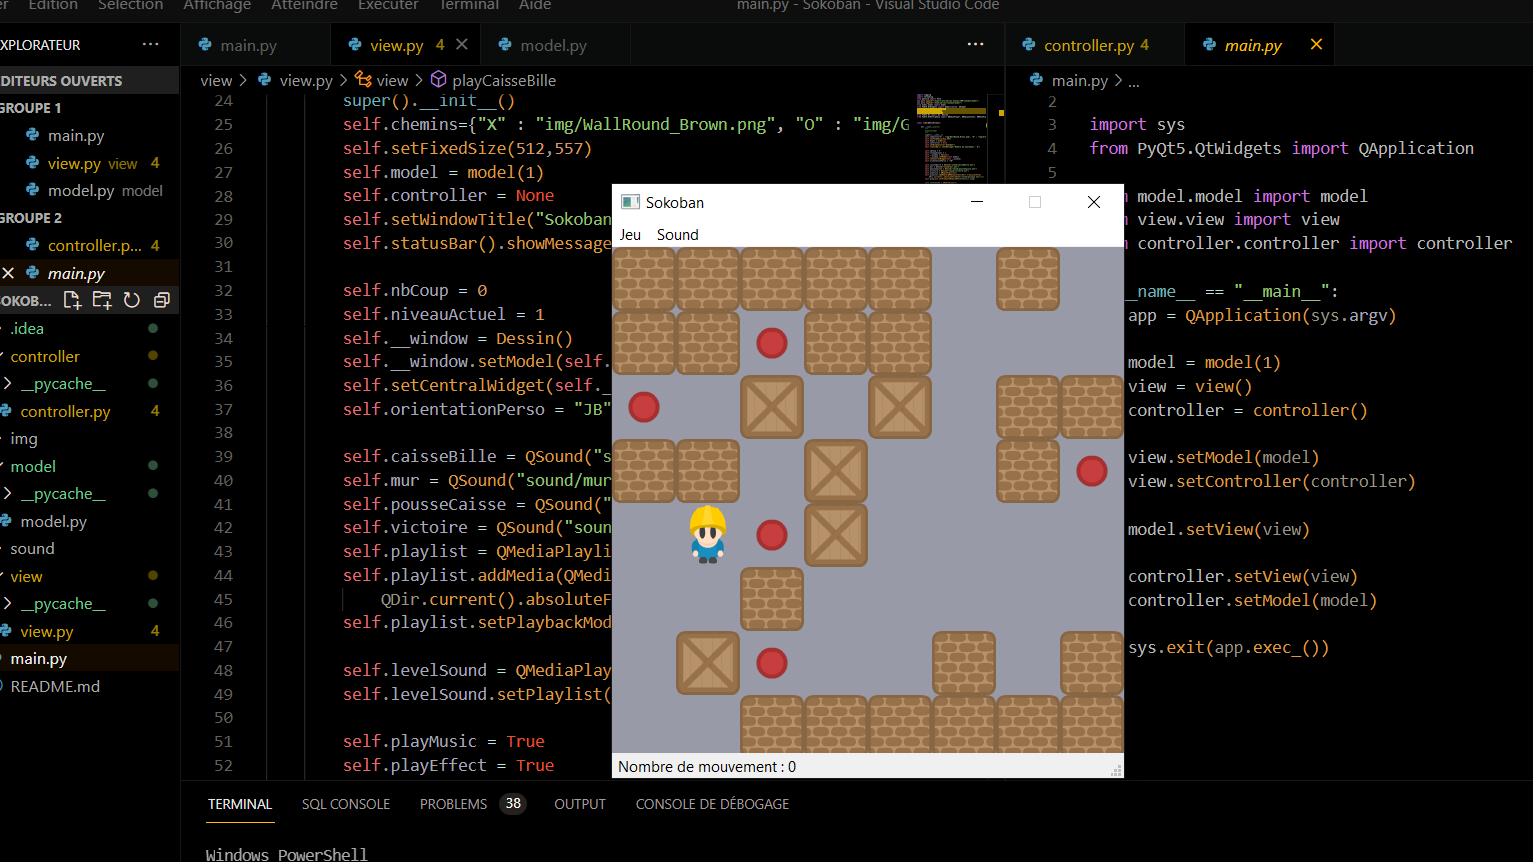 Edition Selection Affichage Atteindre Exécuter Terminal Aide main.py - Sokoban - Visual Studio Code
XPLORATEUR ···
DITEURS OUVERTS
GROUPE 1
main.py
view.py view 4
model.py model
GROUPE 2
controller.p... 4
main.py
SOKOB...
.idea
controller
__pycache__
controller.py 4
img
model
__pycache__
model.py
sound
view
__pycache__
view.py 4
main.py
README.md
main.py view.py 4 model.py ···
view > view.py > view > playCaisseBille
24 super().__init__()
25 self.chemins={"X" : "img/WallRound_Brown.png", "O" : "img/G
26 self.setFixedSize(512,557)
27 self.model = model(1)
28 self.controller = None
29 self.setWindowTitle("Sokoban
30 self.statusBar().showMessage
31
32 self.nbCoup = 0
33 self.niveauActuel = 1
34 self.__window = Dessin()
35 self.__window.setModel(self.
36 self.setCentralWidget(self._
37 self.orientationPerso = "JB"
38
39 self.caisseBille = QSound("s
40 self.mur = QSound("sound/mur
41 self.pousseCaisse = QSound("
42 self.victoire = QSound("soun
43 self.playlist = QMediaPlayli
44 self.playlist.addMedia(QMedi
45 QDir.current().absoluteF
46 self.playlist.setPlaybackMod
47
48 self.levelSound = QMediaPlay
49 self.levelSound.setPlaylist(
50
51 self.playMusic = True
52 self.playEffect = True
Sokoban
Jeu Sound
Nombre de mouvement : 0
controller.py 4 main.py
main.py > ...
2
3 import sys
4 from PyQt5.QtWidgets import QApplication
5
model.model import model
view.view import view
controller.controller import controller
_name__ == "__main__":
app = QApplication(sys.argv)
model = model(1)
view = view()
controller = controller()
view.setModel(model)
view.setController(controller)
model.setView(view)
controller.setView(view)
controller.setModel(model)
sys.exit(app.exec_())
TERMINAL SQL CONSOLE PROBLEMS 38 OUTPUT CONSOLE DE DÉBOGAGE
Windows PowerShell